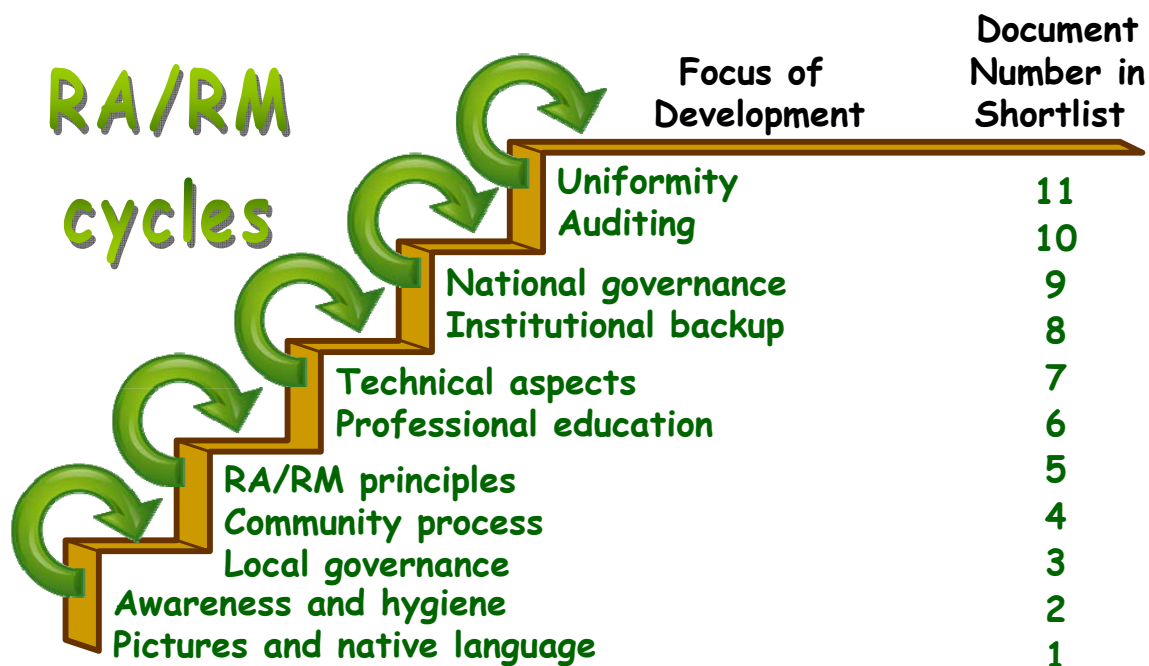 RA/RM
cycles
Focus of
Development
Document
Number in
Shortlist
Uniformity 11
Auditing 10
National governance 9
Institutional backup 8
Technical aspects 7
Professional education 6
RA/RM principles 5
Community process 4
Local governance 3
Awareness and hygiene 2
Pictures and native language 1